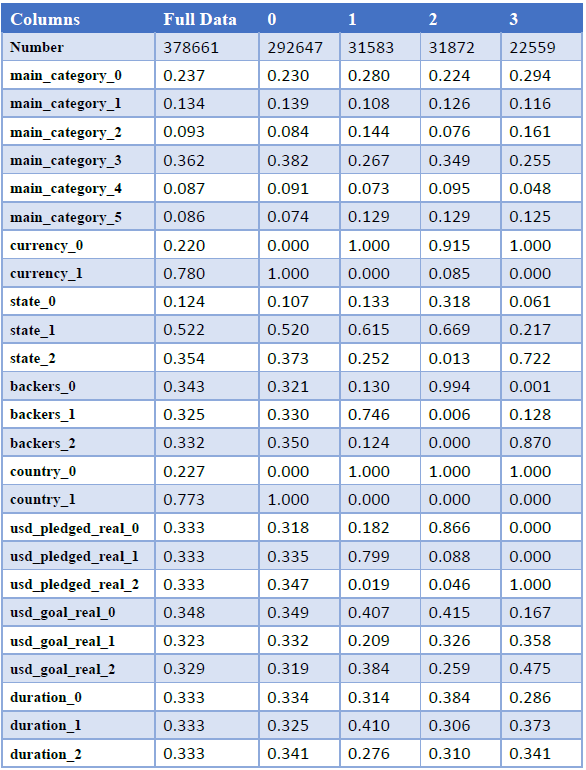 Columns Full Data 0 1 2 3
Number 378661 292647 31583 31872 22559
main_category_0 0.237 0.230 0.280 0.224 0.294
main_category_1 0.134 0.139 0.108 0.126 0.116
main_category_2 0.093 0.084 0.144 0.076 0.161
main_category_3 0.362 0.382 0.267 0.349 0.255
main_category_4 0.087 0.091 0.073 0.095 0.048
main_category_5 0.086 0.074 0.129 0.129 0.125
currency_0 0.220 0.000 1.000 0.915 1.000
currency_1 0.780 1.000 0.000 0.085 0.000
state_0 0.124 0.107 0.133 0.318 0.061
state_1 0.522 0.520 0.615 0.669 0.217
state_2 0.354 0.373 0.252 0.013 0.722
backers_0 0.343 0.321 0.130 0.994 0.001
backers_1 0.325 0.330 0.746 0.006 0.128
backers_2 0.332 0.350 0.124 0.000 0.870
country_0 0.227 0.000 1.000 1.000 1.000
country_1 0.773 1.000 0.000 0.000 0.000
usd_pledged_real_0 0.333 0.318 0.182 0.866 0.000
usd_pledged_real_1 0.333 0.335 0.799 0.088 0.000
usd_pledged_real_2 0.333 0.347 0.019 0.046 1.000
usd_goal_real_0 0.348 0.349 0.407 0.415 0.167
usd_goal_real_1 0.323 0.332 0.209 0.326 0.358
usd_goal_real_2 0.329 0.319 0.384 0.259 0.475
duration_0 0.333 0.334 0.314 0.384 0.286
duration_1 0.333 0.325 0.410 0.306 0.373
duration_2 0.333 0.341 0.276 0.310 0.341